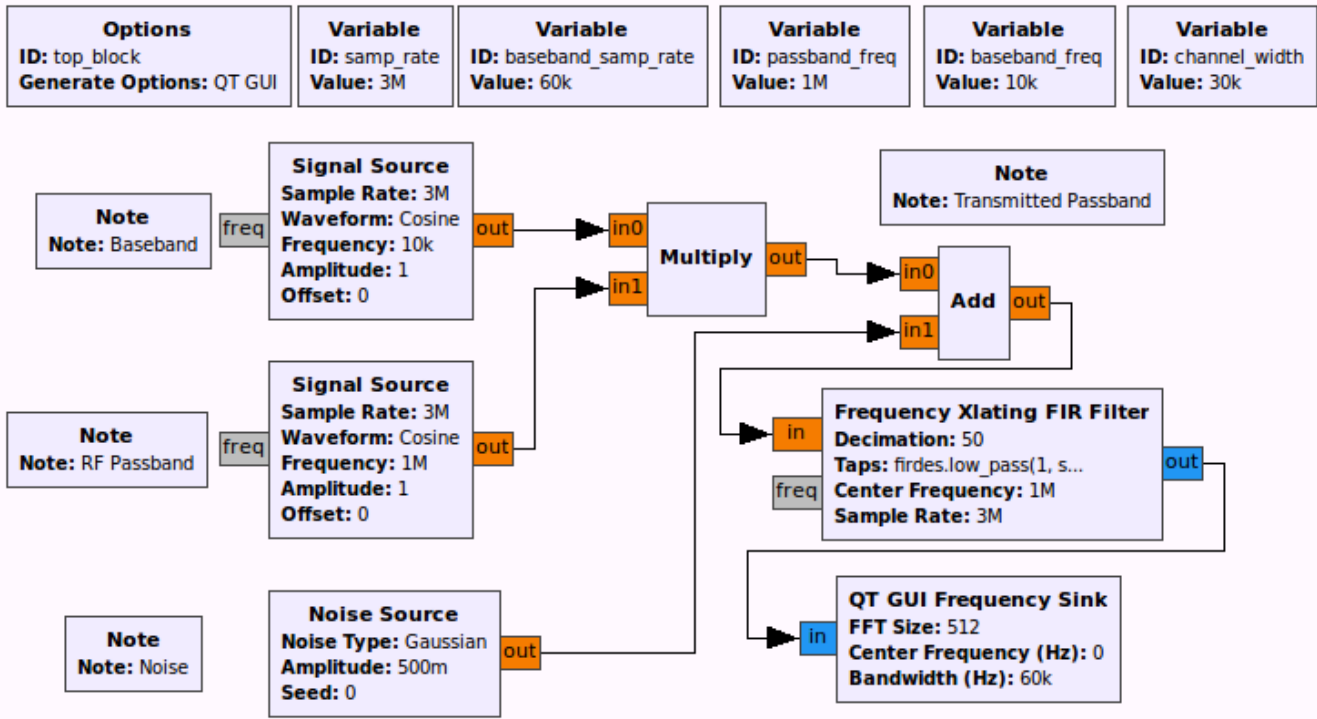 Options
ID: top_block
Generate Options: QT GUI
Variable
ID: samp_rate
Value: 3M
Variable
ID: baseband_samp_rate
Value: 60k
Variable
ID: passband_freq
Value: 1M
Variable
ID: baseband_freq
Value: 10k
Variable
ID: channel_width
Value: 30k
Note
Note: Baseband
freq
Signal Source
Sample Rate: 3M
Waveform: Cosine
Frequency: 10k
Amplitude: 1
Offset: 0
out
in0
in1
Multiply
out
Note
Note: Transmitted Passband
in0
in1
Add
out
Note
Note: RF Passband
freq
Signal Source
Sample Rate: 3M
Waveform: Cosine
Frequency: 1M
Amplitude: 1
Offset: 0
out
in
freq
Frequency Xlating FIR Filter
Decimation: 50
Taps: firdes.low_pass(1, s...
Center Frequency: 1M
Sample Rate: 3M
out
Note
Note: Noise
Noise Source
Noise Type: Gaussian
Amplitude: 500m
Seed: 0
out
in
QT GUI Frequency Sink
FFT Size: 512
Center Frequency (Hz): 0
Bandwidth (Hz): 60k